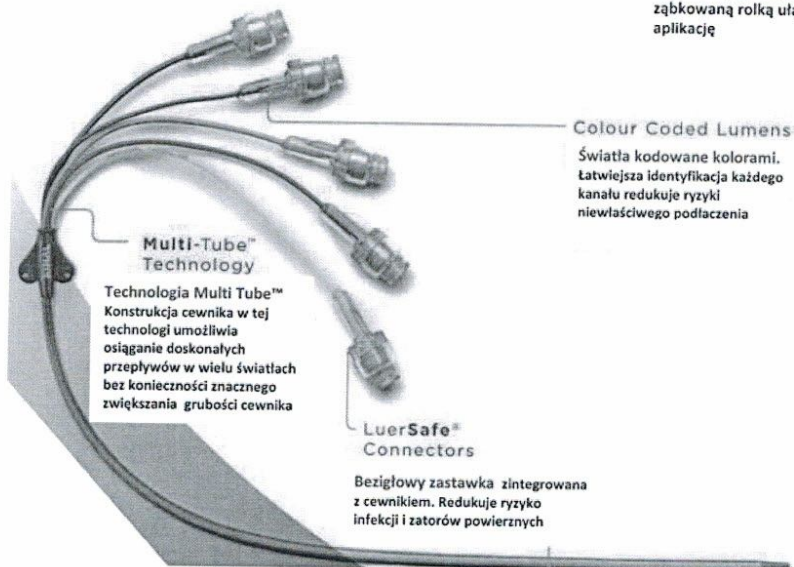 ząbkowaną rolką uła
aplikację
Colour Coded Lumens
Światła kodowane kolorami.
Łatwiejsza identyfikacja każdego
kanału redukuje ryzyki
niewłaściwego podłaczenia
Multi-Tube™
Technology
Technologia Multi Tube™
Konstrukcja cewnika w tej
technologi umożliwia
osiąganie doskonałych
przepływów w wielu światłach
bez konieczności znacznego
zwiększania grubości cewnika
LuerSafe®
Connectors
Bezigłowy zastawka zintegrowana
z cewnikiem. Redukuje ryzyko
infekcji i zatorów powierznych